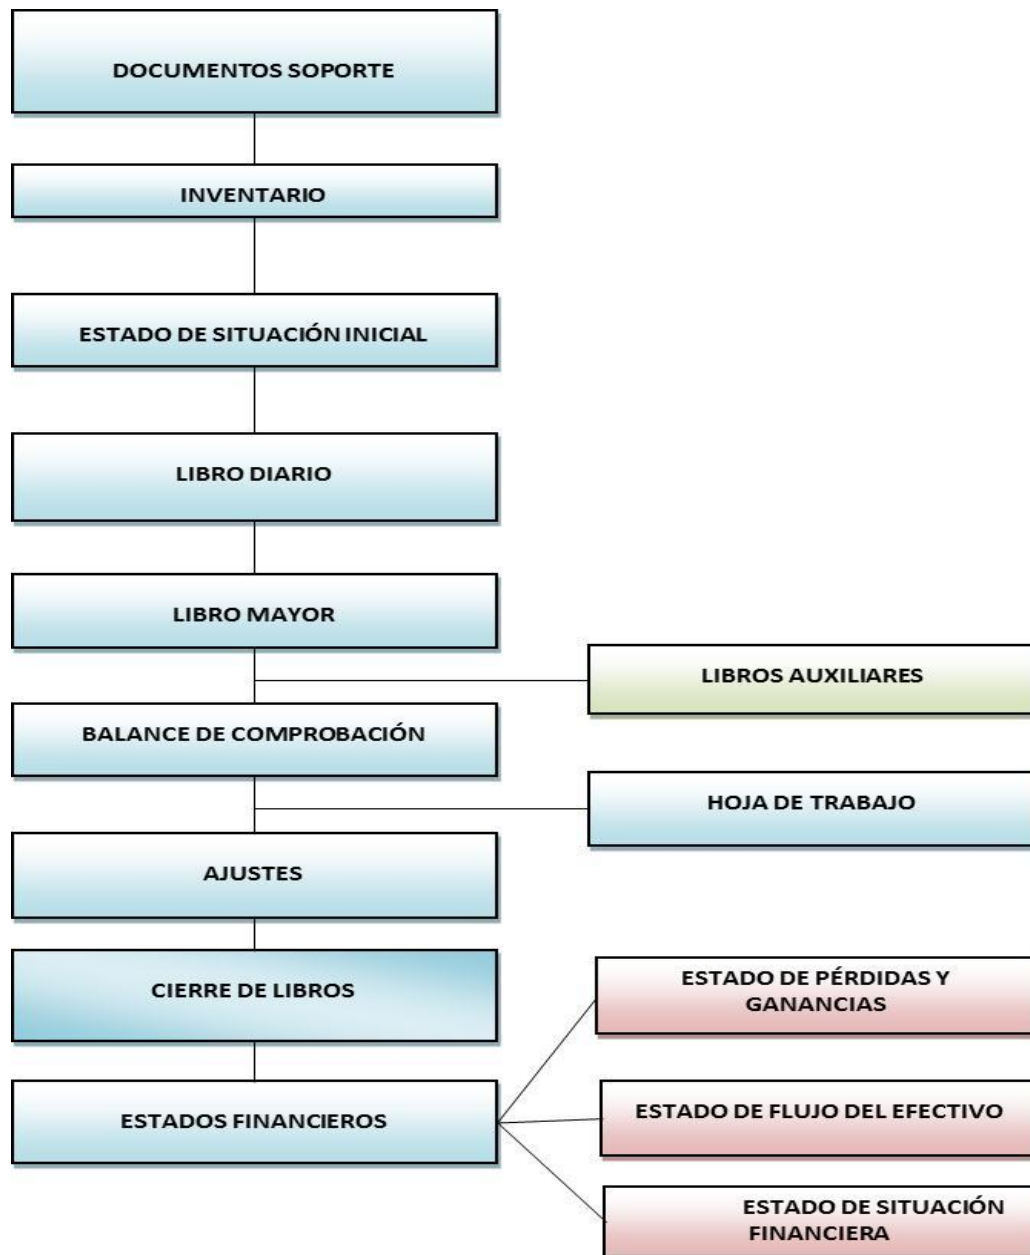 DOCUMENTOS SOPORTE
INVENTARIO
ESTADO DE SITUACIÓN INICIAL
LIBRO DIARIO
LIBRO MAYOR
LIBROS AUXILIARES
BALANCE DE COMPROBACIÓN
HOJA DE TRABAJO
AJUSTES
CIERRE DE LIBROS
ESTADO DE PÉRDIDAS Y
GANANCIAS
ESTADOS FINANCIEROS
ESTADO DE FLUJO DEL EFECTIVO
ESTADO DE SITUACIÓN
FINANCIERA